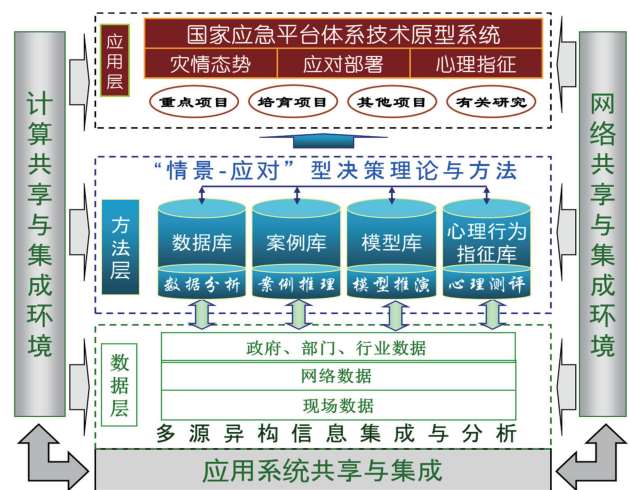 计算共享与集成环境
应用层
国家应急平台体系技术原型系统
灾情态势 应对部署 心理指征
重点项目 培育项目 其他项目 有关研究
方法层
“情景-应对”型决策理论与方法
数据库 案例库 模型库 心理行为指征库
数据分析 案例推理 模型推演 心理测评
数据层
政府、部门、行业数据
网络数据
现场数据
多源异构信息集成与分析
网络共享与集成环境
应用系统共享与集成